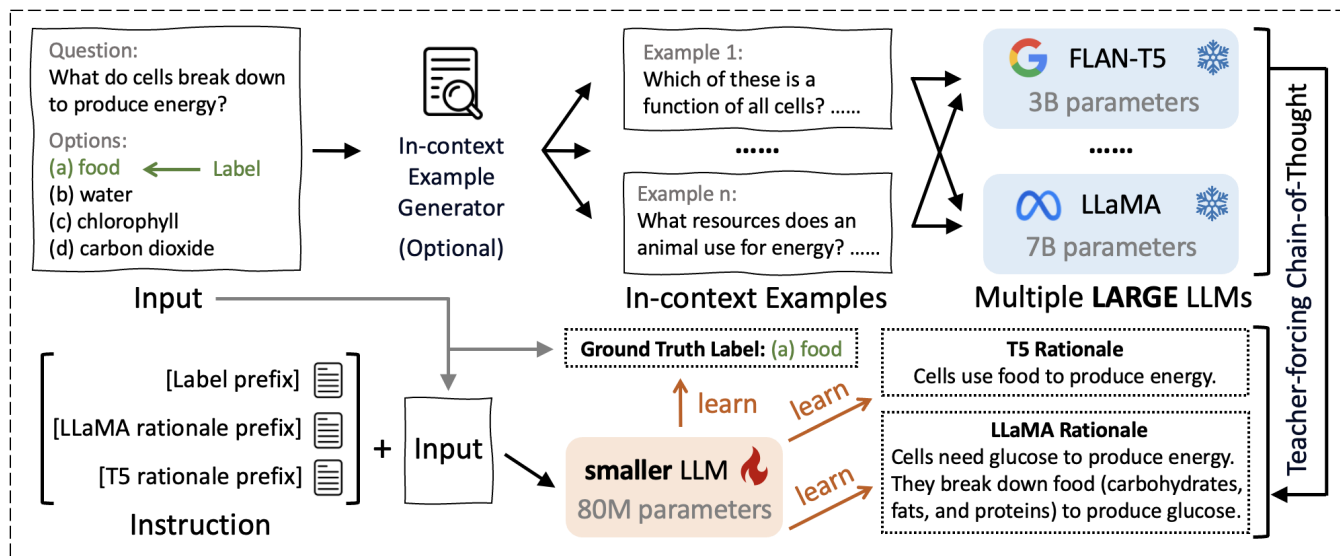 Question:
What do cells break down
to produce energy?
Options:
(a) food
Label
(b) water
(c) chlorophyll
(d) carbon dioxide
Input
In-context
Example
Generator
(Optional)
Example 1:
Which of these is a
function of all cells? ......
......
Example n:
What resources does an
animal use for energy? ......
In-context Examples
FLAN-T5
3B parameters
......
LLaMA
7B parameters
Multiple LARGE LLMs
Teacher-forcing Chain-of-Thought
[Label prefix]
[LLaMA rationale prefix]
[T5 rationale prefix]
Instruction
+
Input
Ground Truth Label: (a) food
learn
smaller LLM
80M parameters
learn
learn
T5 Rationale
Cells use food to produce energy.
LLaMA Rationale
Cells need glucose to produce energy.
They break down food (carbohydrates,
fats, and proteins) to produce glucose.